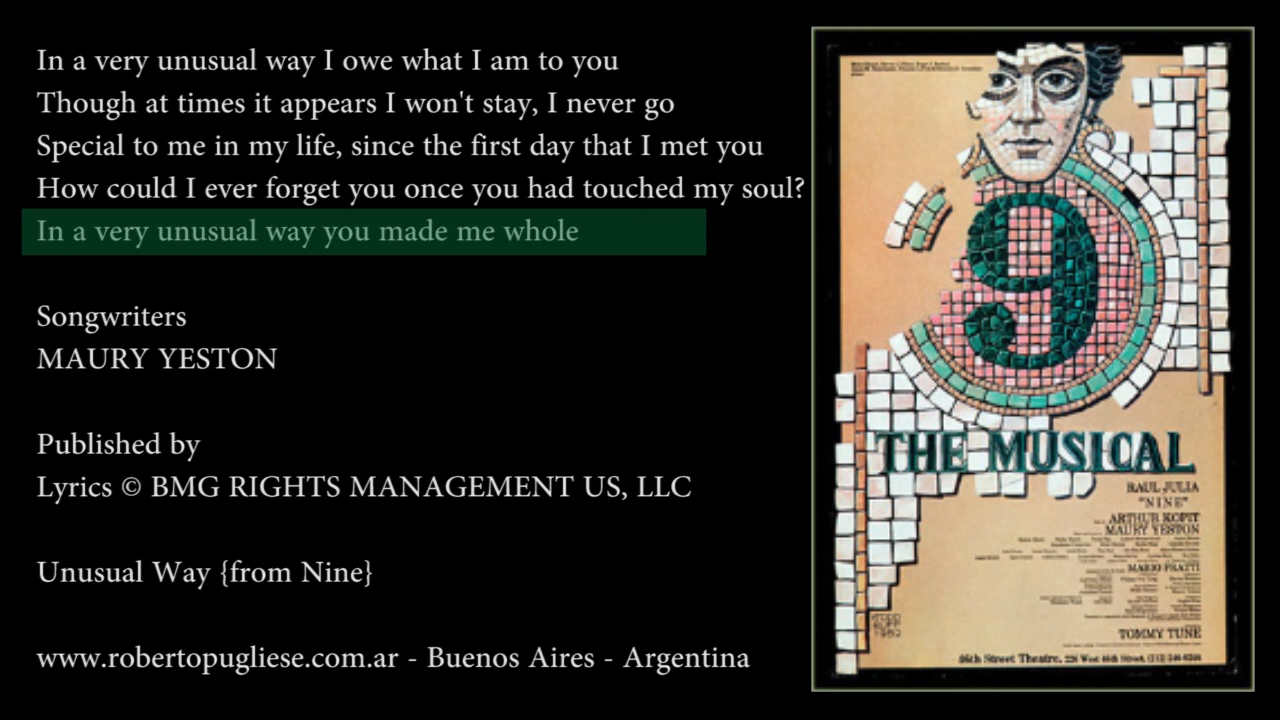 In a very unusual way I owe what I am to you
Though at times it appears I won't stay, I never go
Special to me in my life, since the first day that I met you
How could I ever forget you once you had touched my soul?
In a very unusual way you made me whole
Songwriters
MAURY YESTON
Published by
Lyrics © BMG RIGHTS MANAGEMENT US, LLC
Unusual Way {from Nine}
www.robertopugliese.com.ar - Buenos Aires - Argentina
9
THE MUSICAL
RAUL JULIA
"NINE"
ARTHUR KOPIT
MAURY YESTON
MARIO FRATTI
TOMMY TUNE
46th Street Theatre, 226 West 46th Street,